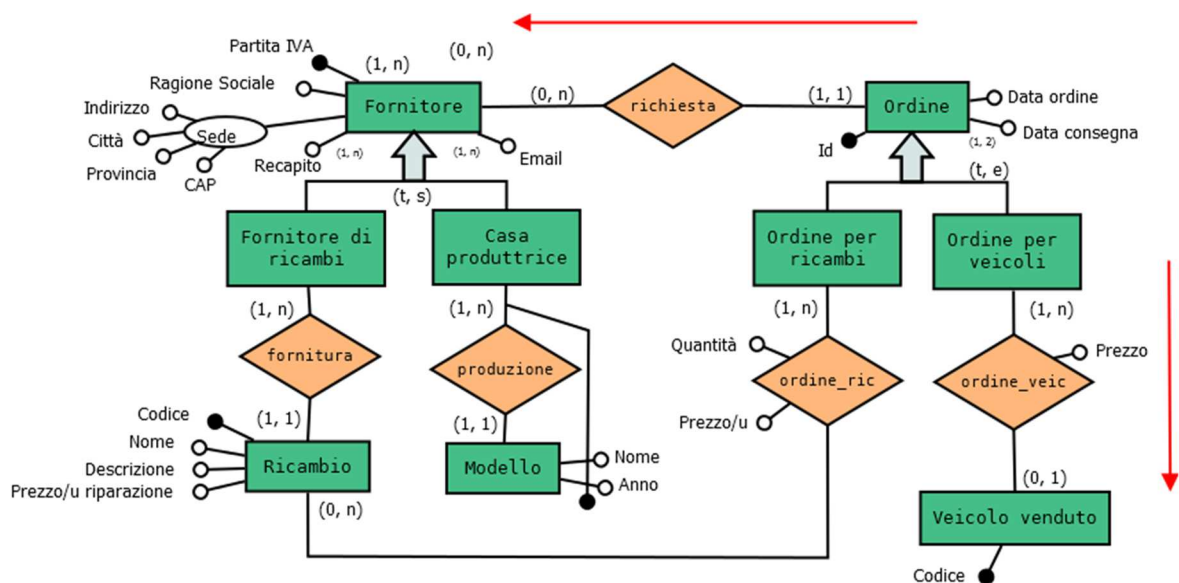 Partita IVA
(1, n)
(0, n)
Ragione Sociale
Indirizzo
Città
Provincia
CAP
Sede
Fornitore
(0, n)
richiesta
(1, 1)
Ordine
Data ordine
Data consegna
(1, 2)
Id
Recapito
(1, n)
(1, n)
Email
(t, s)
(t, e)
Fornitore di
ricambi
Casa
produttrice
Ordine per
ricambi
Ordine per
veicoli
(1, n)
(1, n)
(1, n)
(1, n)
fornitura
produzione
Quantità
ordine_ric
Prezzo/u
Prezzo
ordine_veic
(1, 1)
(1, 1)
Codice
Nome
Descrizione
Prezzo/u riparazione
Ricambio
(0, n)
Modello
Nome
Anno
(0, 1)
Veicolo venduto
Codice